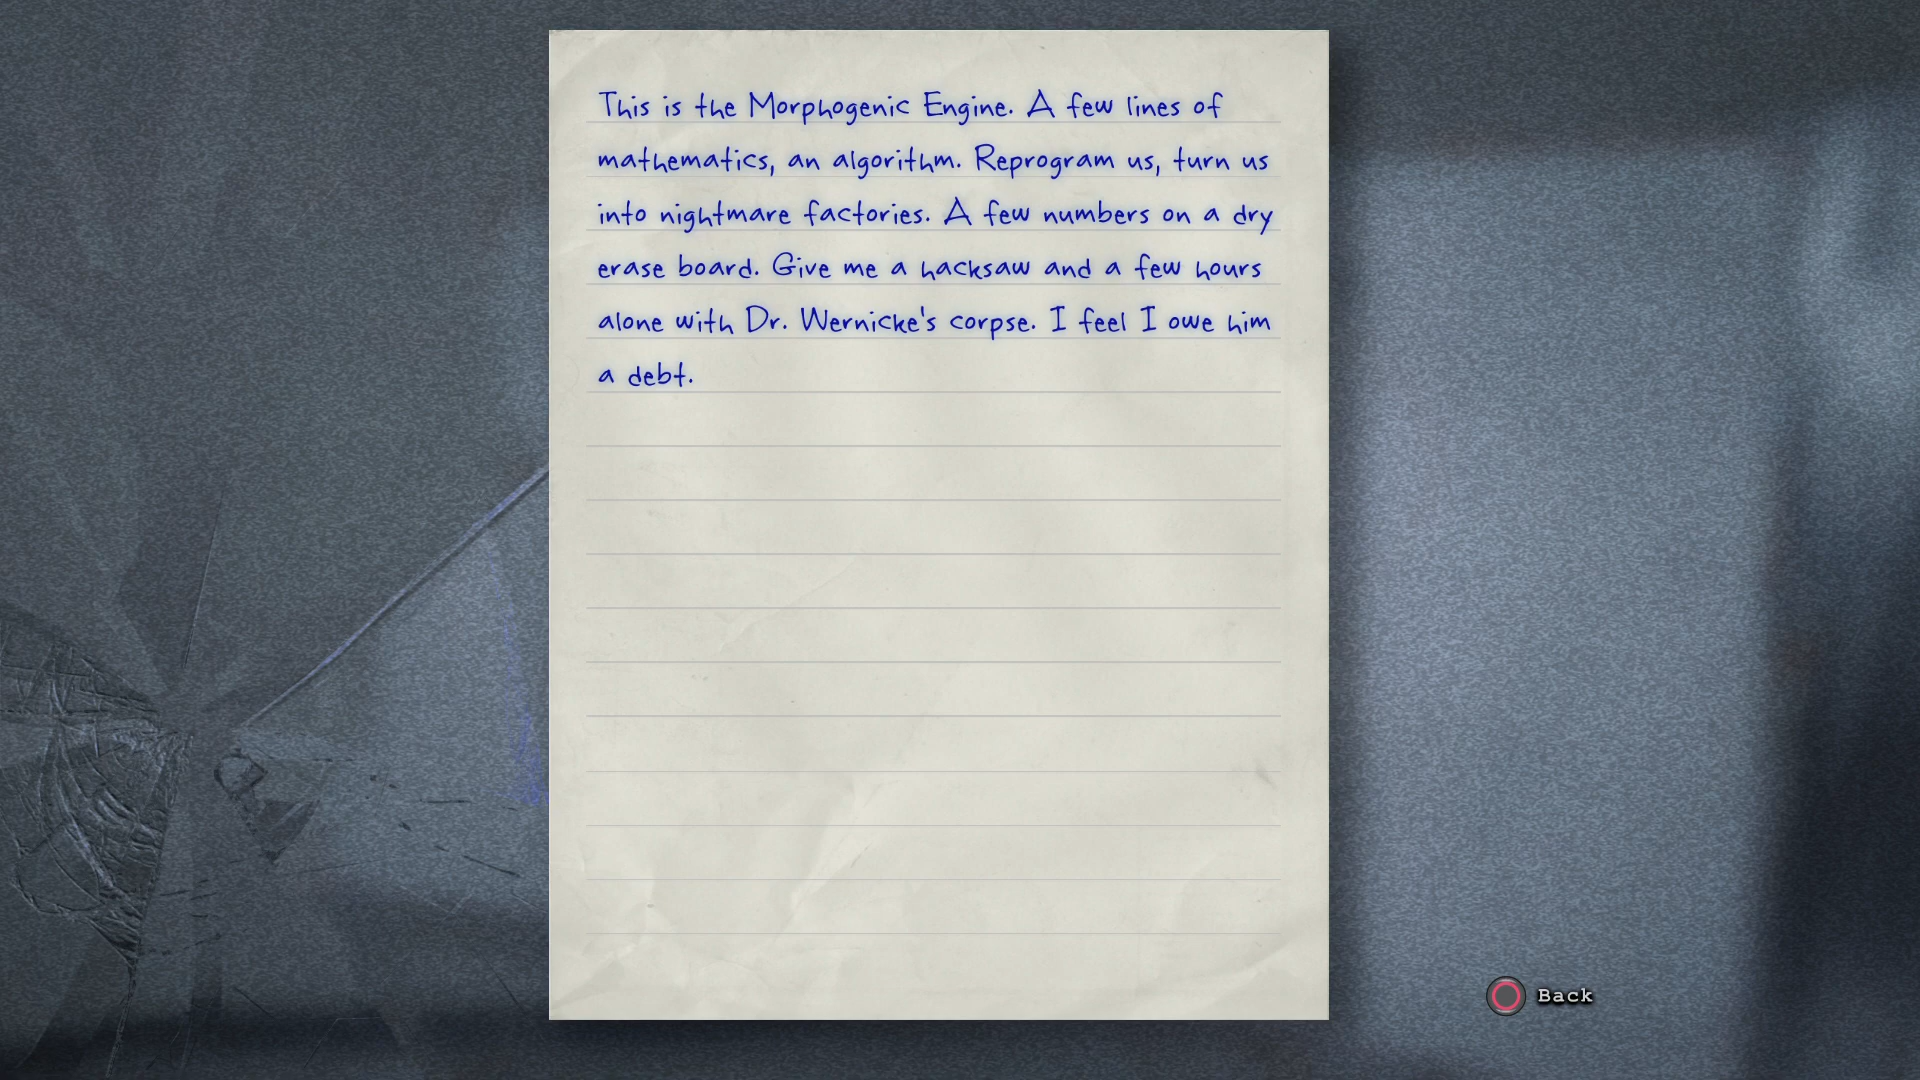 This is the Morphogenic Engine. A few lines of
mathematics, an algorithm. Reprogram us, turn us
into nightmare factories. A few numbers on a dry
erase board. Give me a hacksaw and a few hours
alone with Dr. Wernicke's corpse. I feel I owe him
a debt.
Back